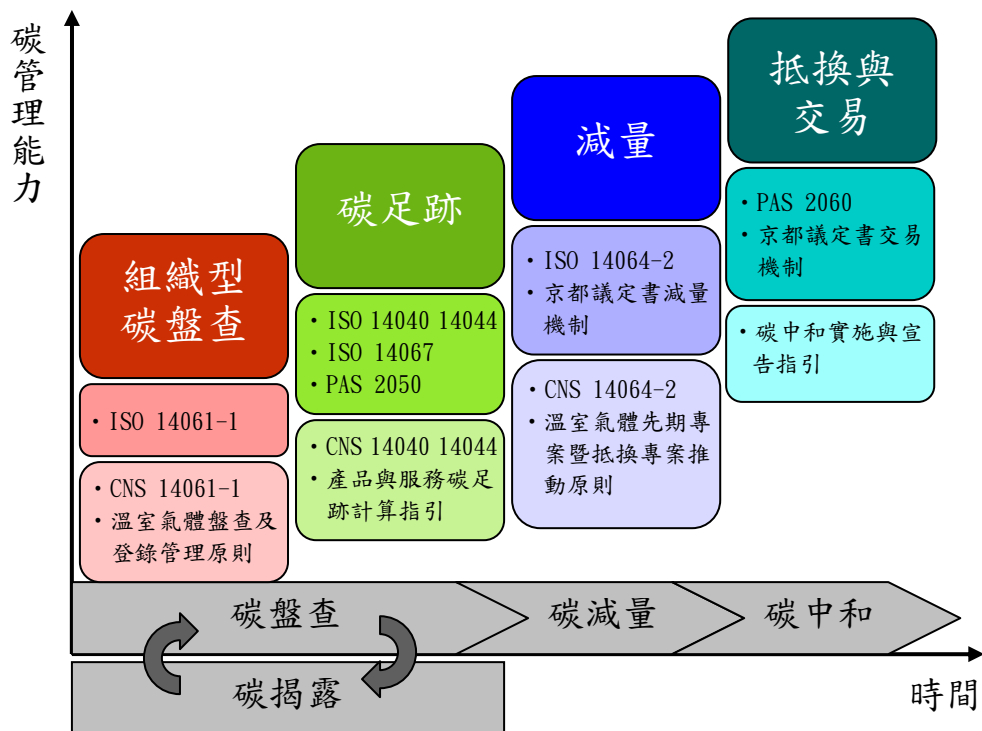 碳管理能力
組織型
碳盤查
・ISO 14061-1
・CNS 14061-1
・溫室氣體盤查及
登錄管理原則
碳足跡
・ISO 14040 14044
・ISO 14067
・PAS 2050
・CNS 14040 14044
・產品與服務碳足
跡計算指引
減量
・ISO 14064-2
・京都議定書減量
機制
・CNS 14064-2
・溫室氣體先期專
案暨抵換專案推
動原則
抵換與
交易
・PAS 2060
・京都議定書交易
機制
・碳中和實施與宣
告指引
碳盤查
碳減量
碳中和
碳揭露
時間